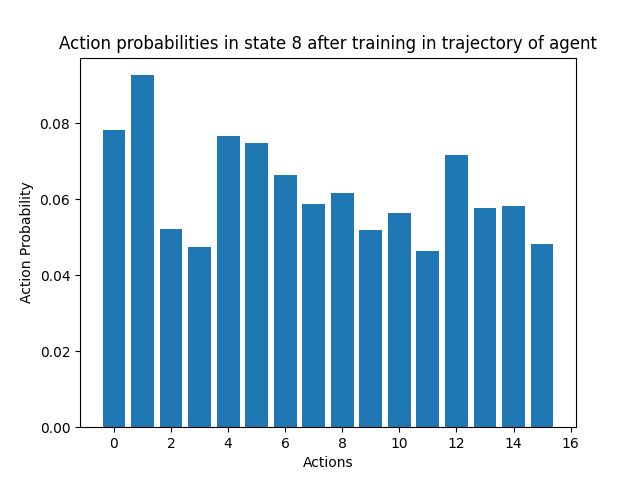 Action probabilities in state 8 after training in trajectory of agent
0.08
0.06
0.04
0.02
0.00
Action Probability
0 2 4 6 8 10 12 14 16
Actions